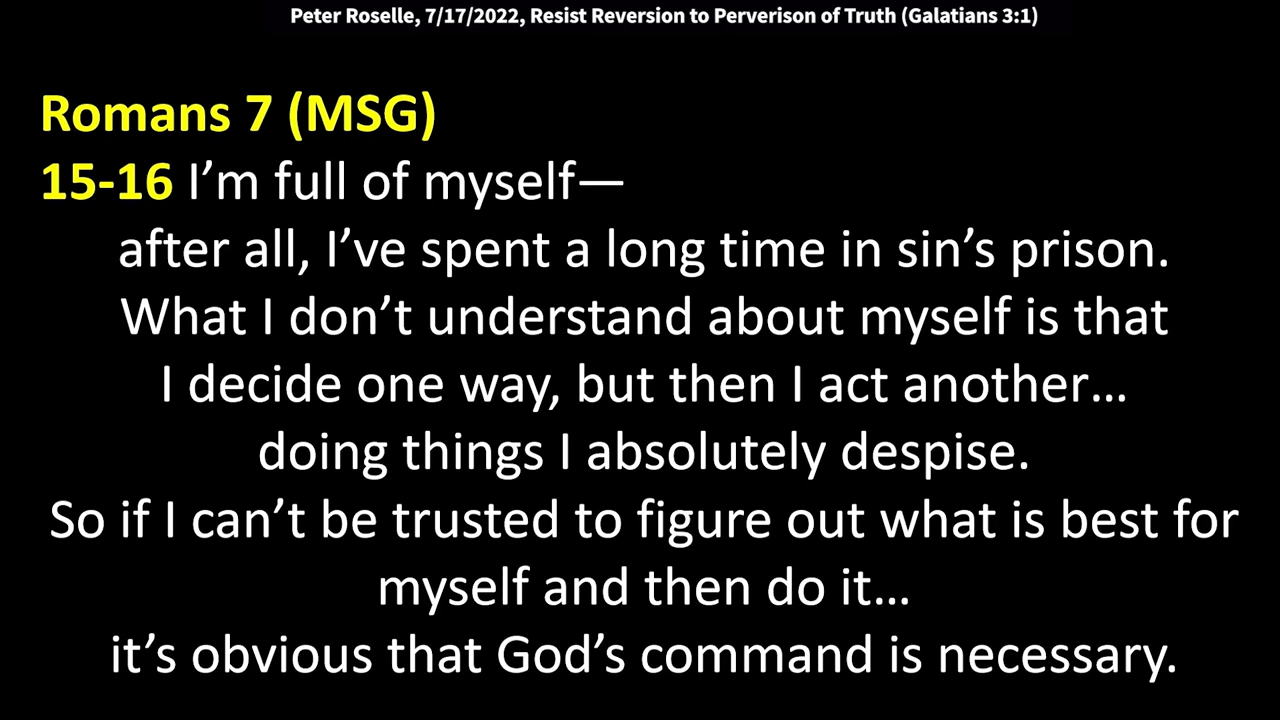 Peter Roselle, 7/17/2022, Resist Reversion to Perverison of Truth (Galatians 3:1)
Romans 7 (MSG)
15-16 I’m full of myself—
after all, I’ve spent a long time in sin’s prison.
What I don’t understand about myself is that
I decide one way, but then I act another…
doing things I absolutely despise.
So if I can’t be trusted to figure out what is best for
myself and then do it…
it’s obvious that God’s command is necessary.